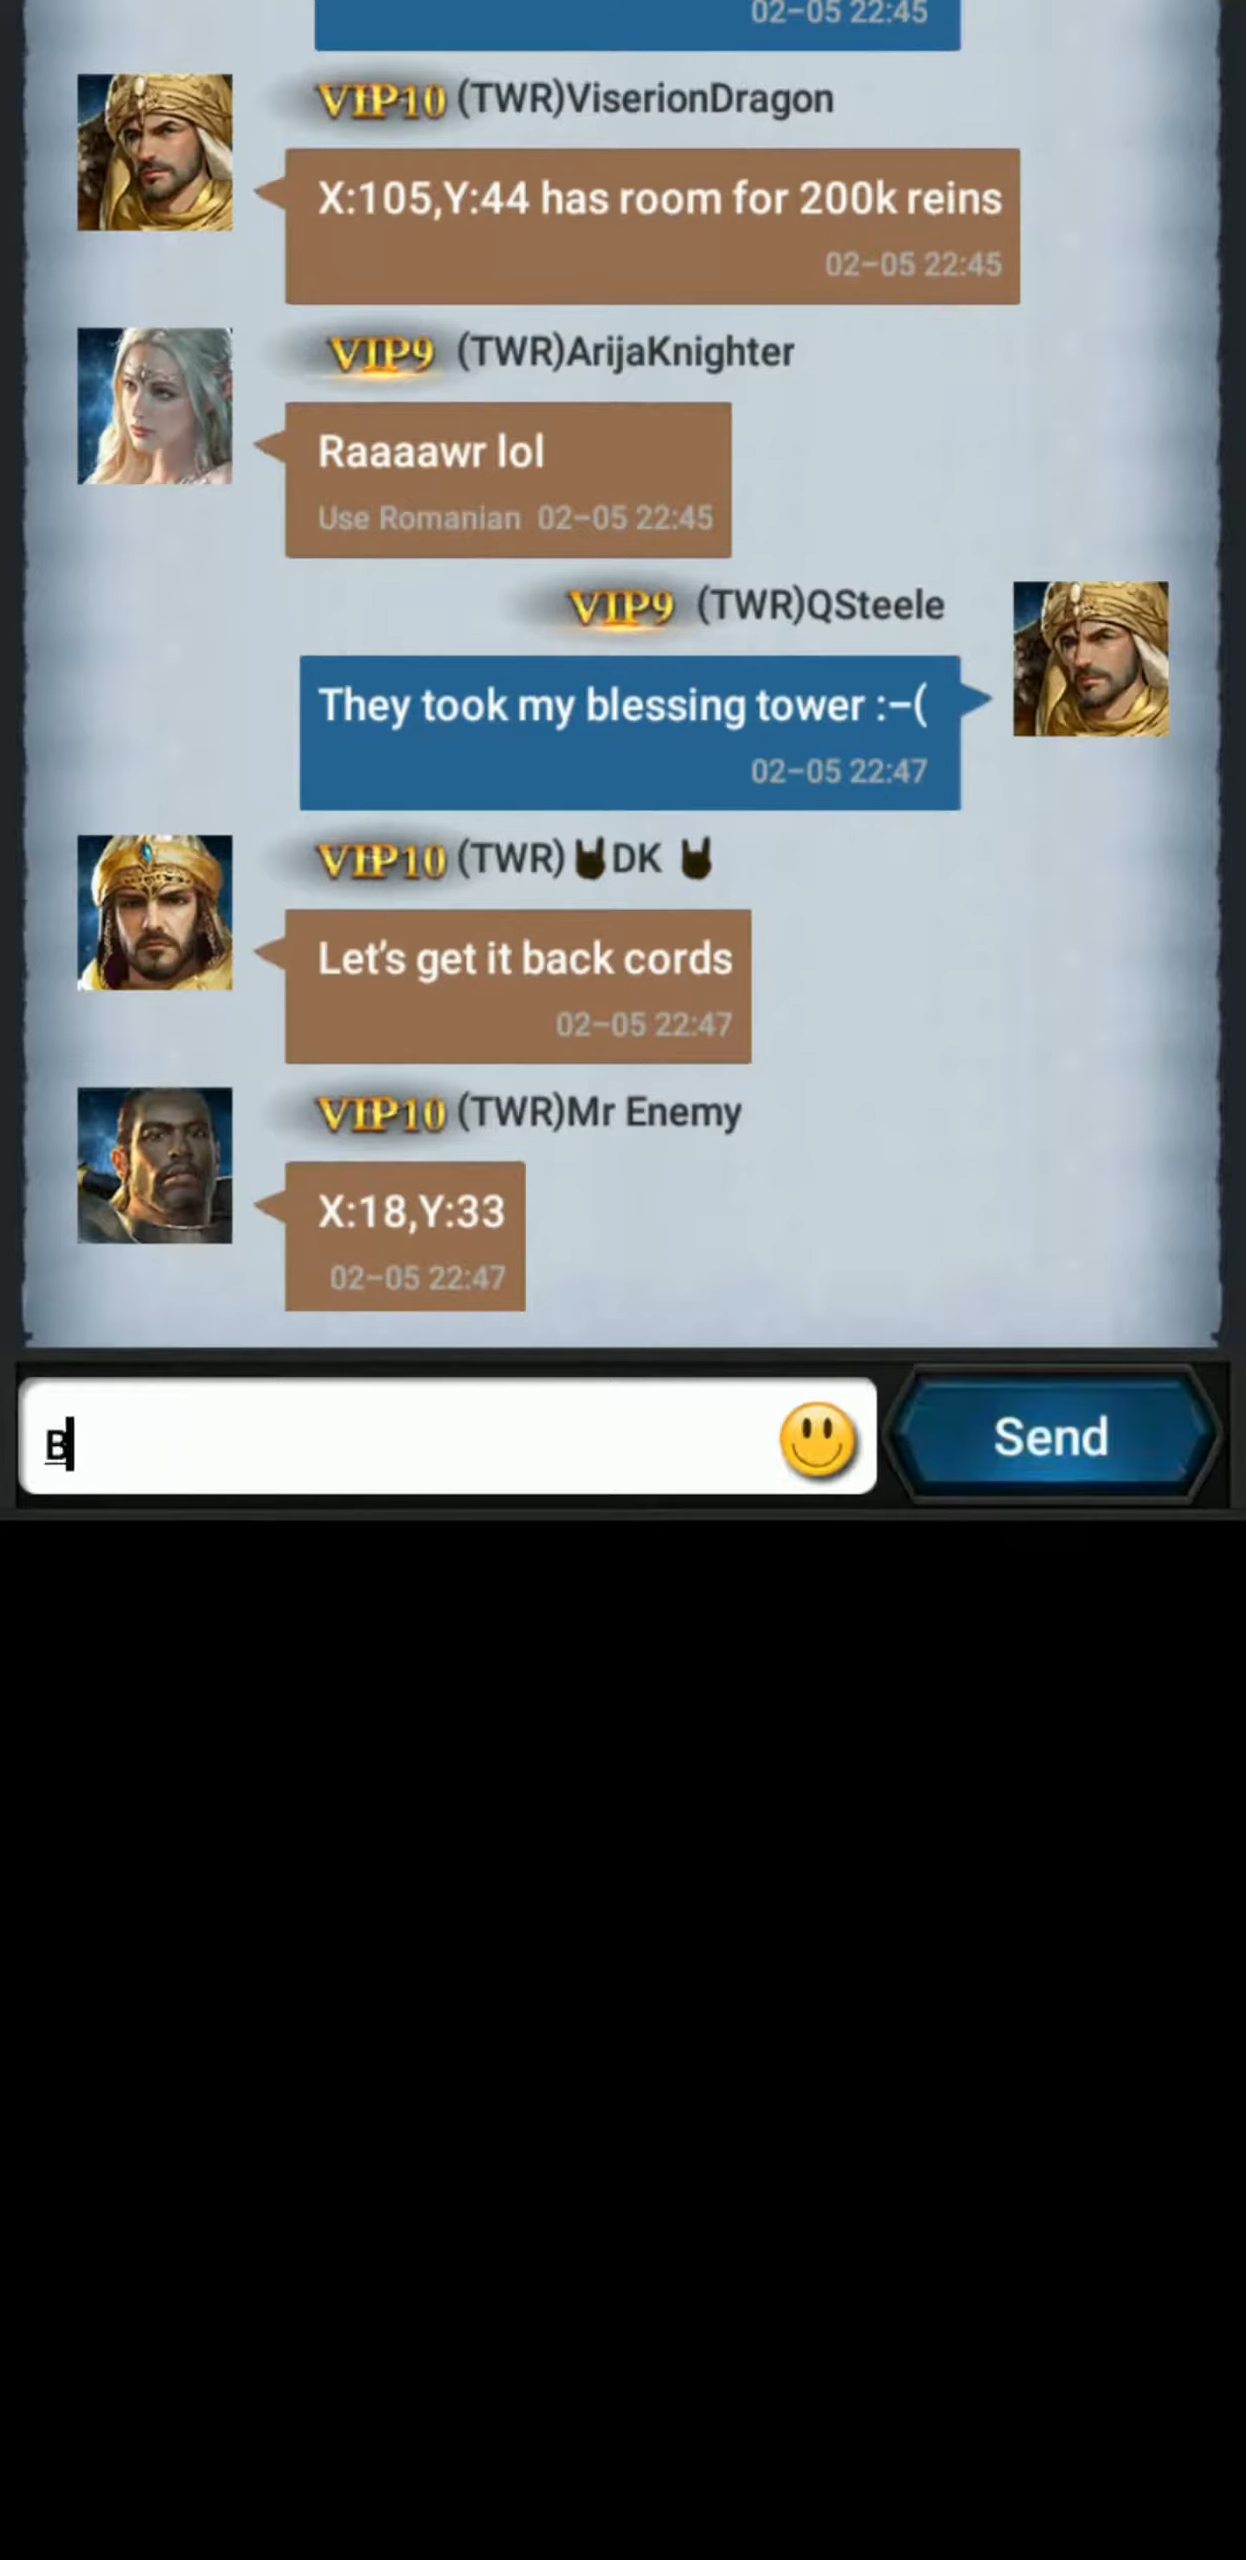 02-05 22:45
VIP10 (TWR)ViserionDragon
X:105,Y:44 has room for 200k reins
02-05 22:45
VIP9 (TWR)ArijaKnighter
Raaaawr lol
Use Romanian 02-05 22:45
VIP9 (TWR)QSteele
They took my blessing tower :-(
02-05 22:47
VIP10 (TWR)🤘DK 🤘
Let's get it back cords
02-05 22:47
VIP10 (TWR)Mr Enemy
X:18,Y:33
02-05 22:47
B
Send